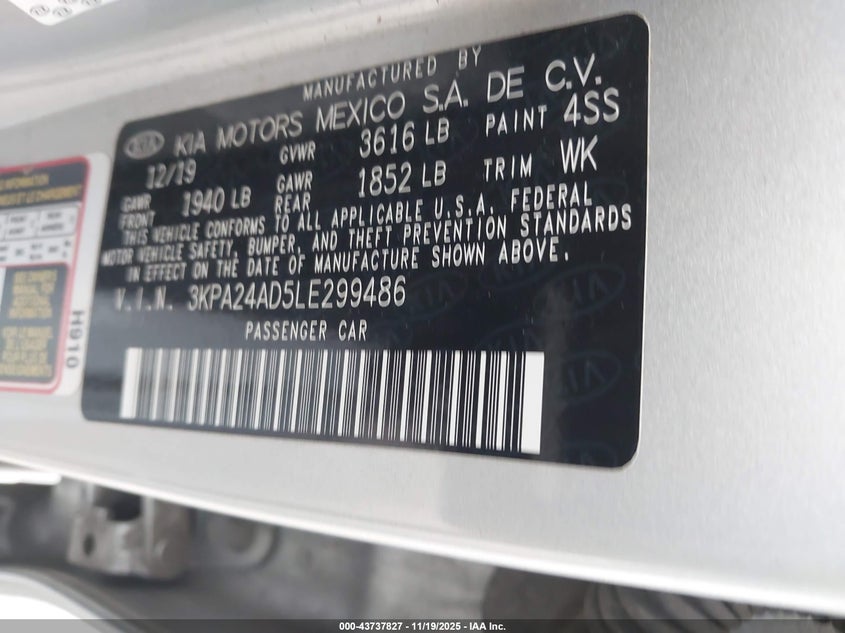 MANUFACTURED BY
KIA KIA MOTORS MEXICO S.A. DE C.V.
12/19 GVWR 3616 LB PAINT 4SS
GAWR FRONT 1940 LB GAWR REAR 1852 LB TRIM WK
THIS VEHICLE CONFORMS TO ALL APPLICABLE U.S.A. FEDERAL
MOTOR VEHICLE SAFETY, BUMPER, AND THEFT PREVENTION STANDARDS
IN EFFECT ON THE DATE OF MANUFACTURE SHOWN ABOVE.
V.I.N. 3KPA24AD5LE299486
PASSENGER CAR
H910
000-43737827 - 11/19/2025 - IAA Inc.